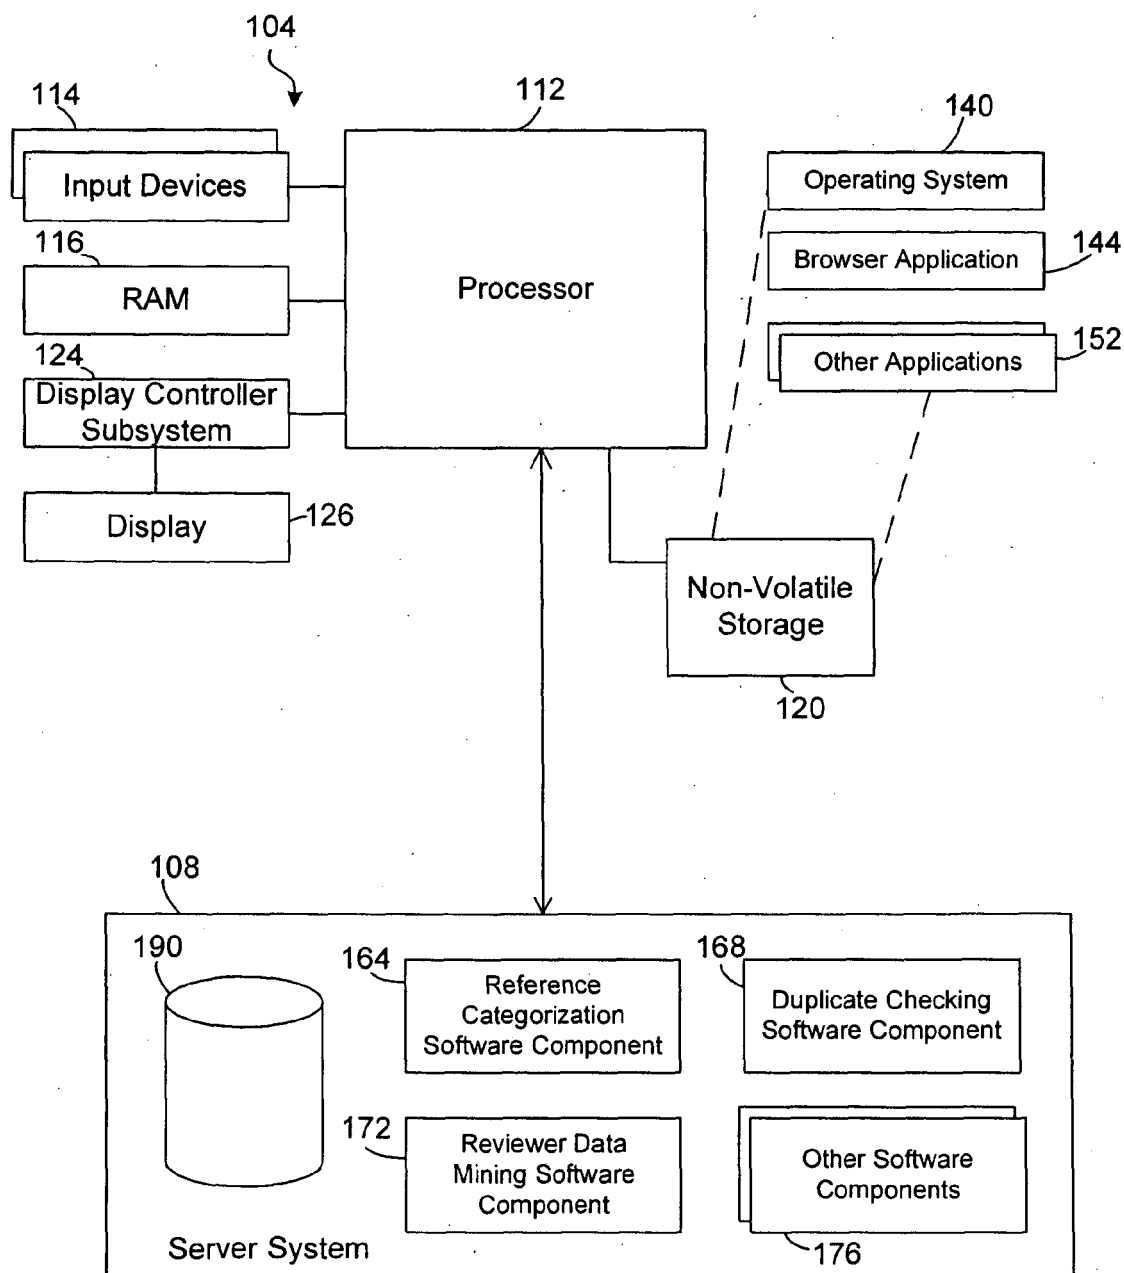 104
114
112
140
Input Devices
Operating System
116
144
Browser Application
RAM
Processor
124
152
Other Applications
Display Controller
Subsystem
Display
126
Non-Volatile
Storage
120
108
190
164
168
Reference
Categorization
Software Component
Duplicate Checking
Software Component
172
Reviewer Data
Mining Software
Component
Other Software
Components
Server System
176